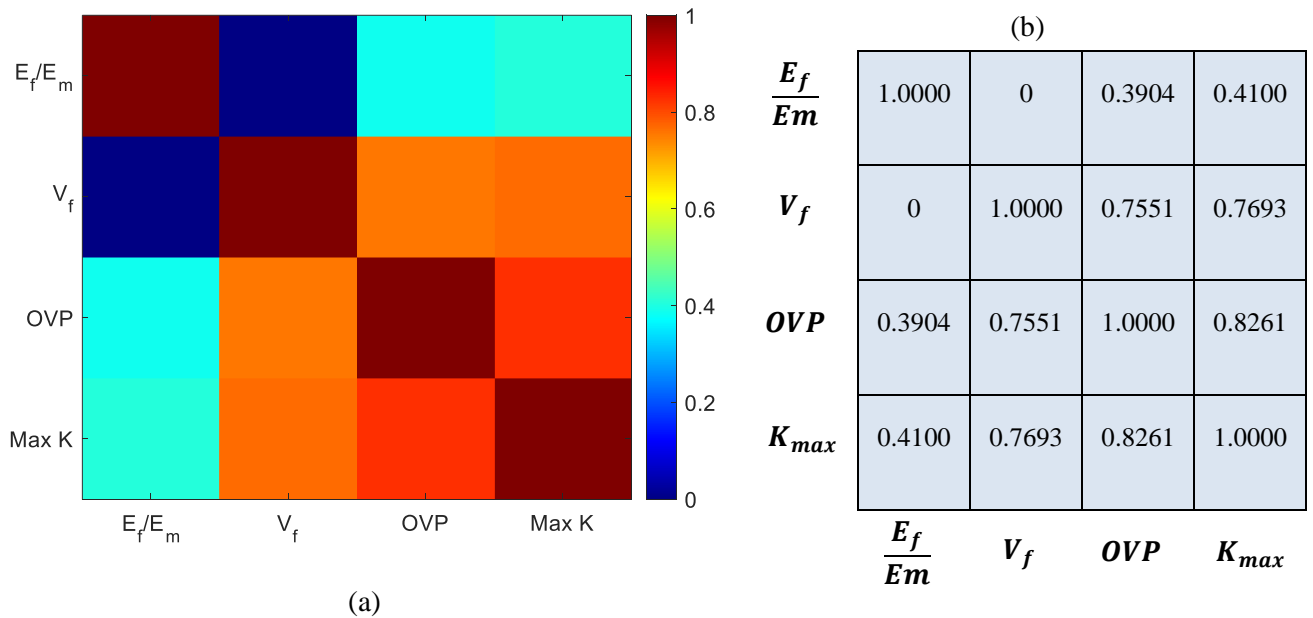 E_f/E_m
V_f
OVP
Max K
E_f/E_m V_f OVP Max K
1
0.8
0.6
0.4
0.2
0
(a)
(b)
E_f/Em 1.0000 0 0.3904 0.4100
V_f 0 1.0000 0.7551 0.7693
OVP 0.3904 0.7551 1.0000 0.8261
K_max 0.4100 0.7693 0.8261 1.0000
E_f/Em V_f OVP K_max